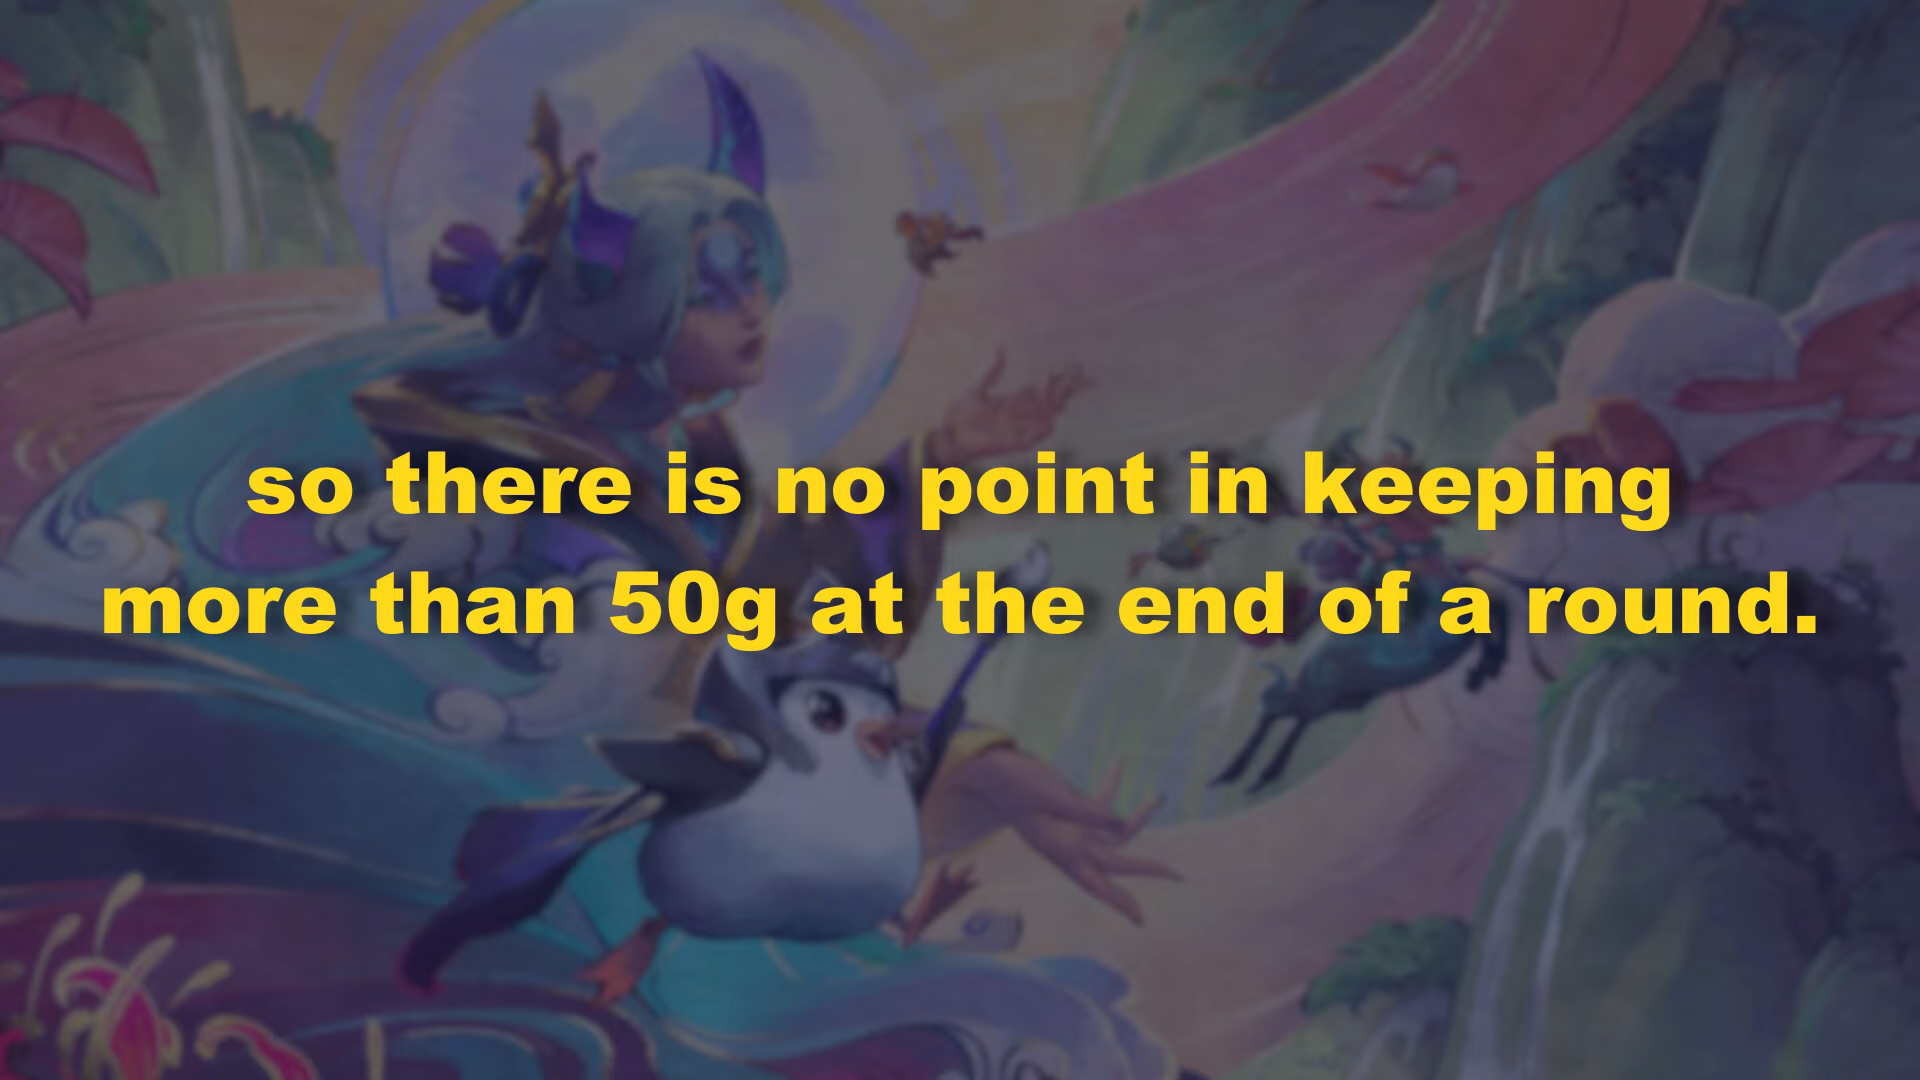 so there is no point in keeping
more than 50g at the end of a round.